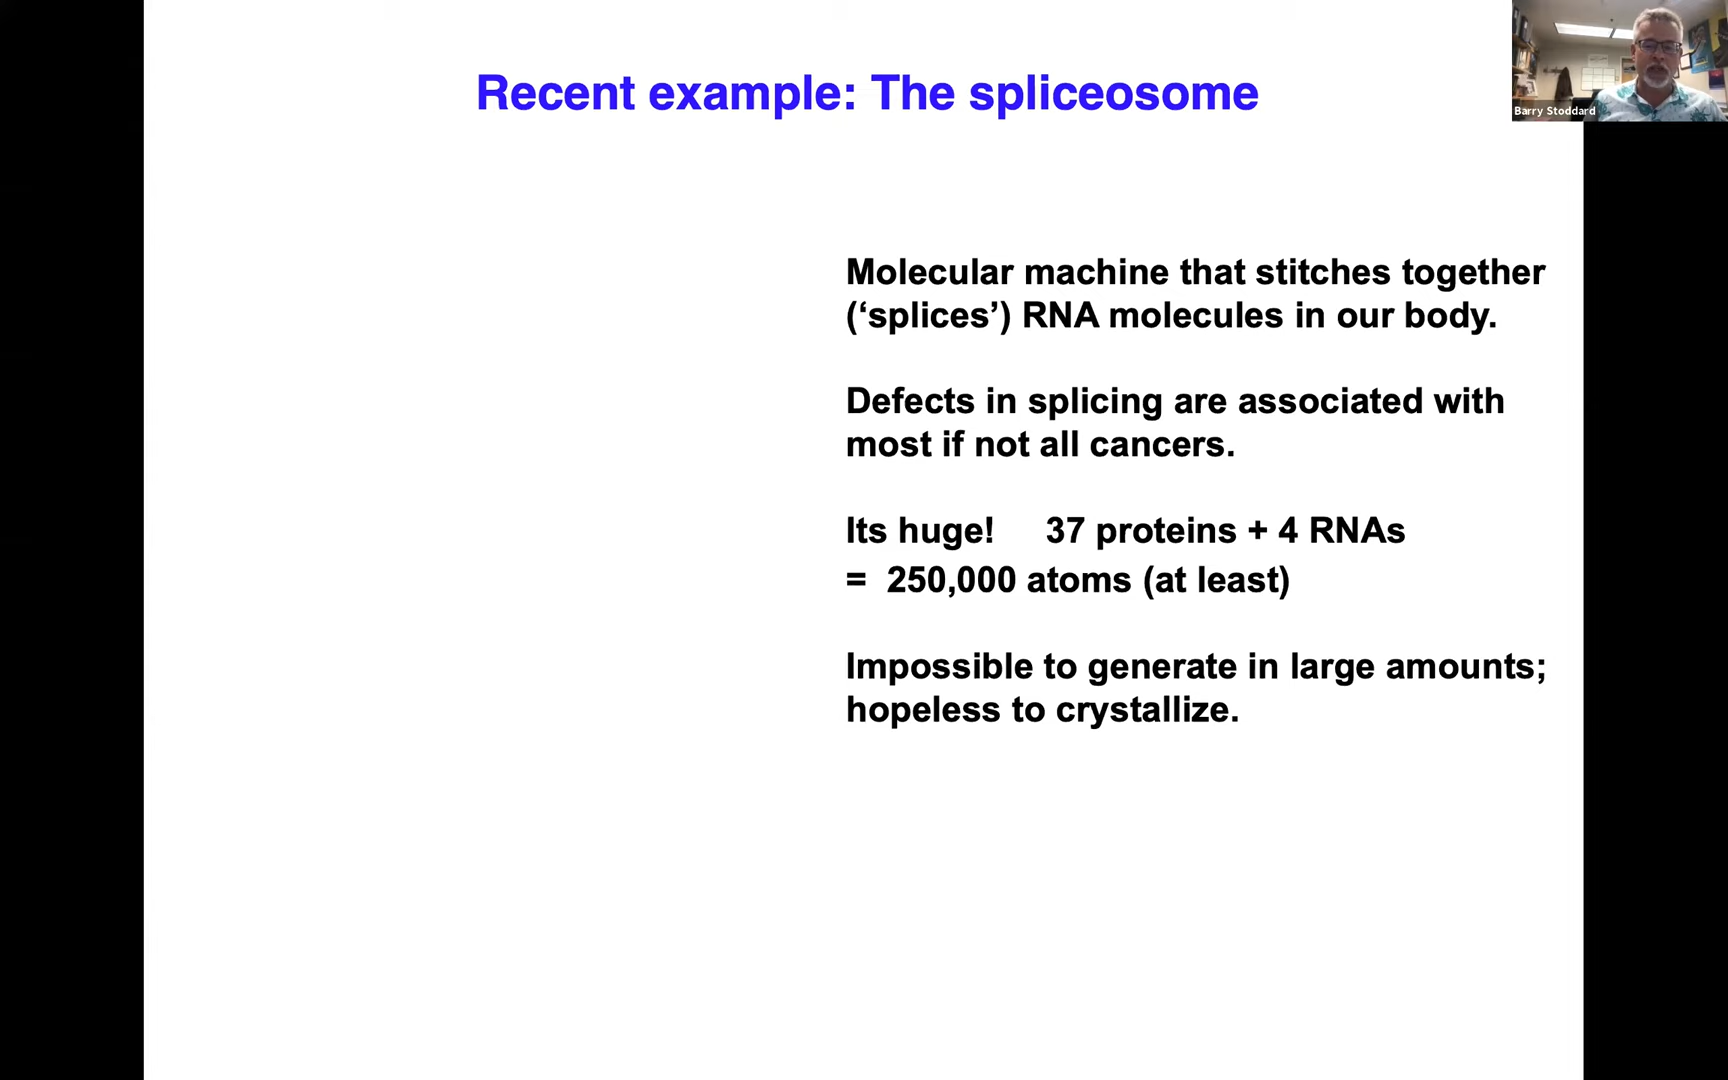 Recent example: The spliceosome
Barry Stoddard
Molecular machine that stitches together
(‘splices’) RNA molecules in our body.
Defects in splicing are associated with
most if not all cancers.
Its huge! 37 proteins + 4 RNAs
= 250,000 atoms (at least)
Impossible to generate in large amounts;
hopeless to crystallize.